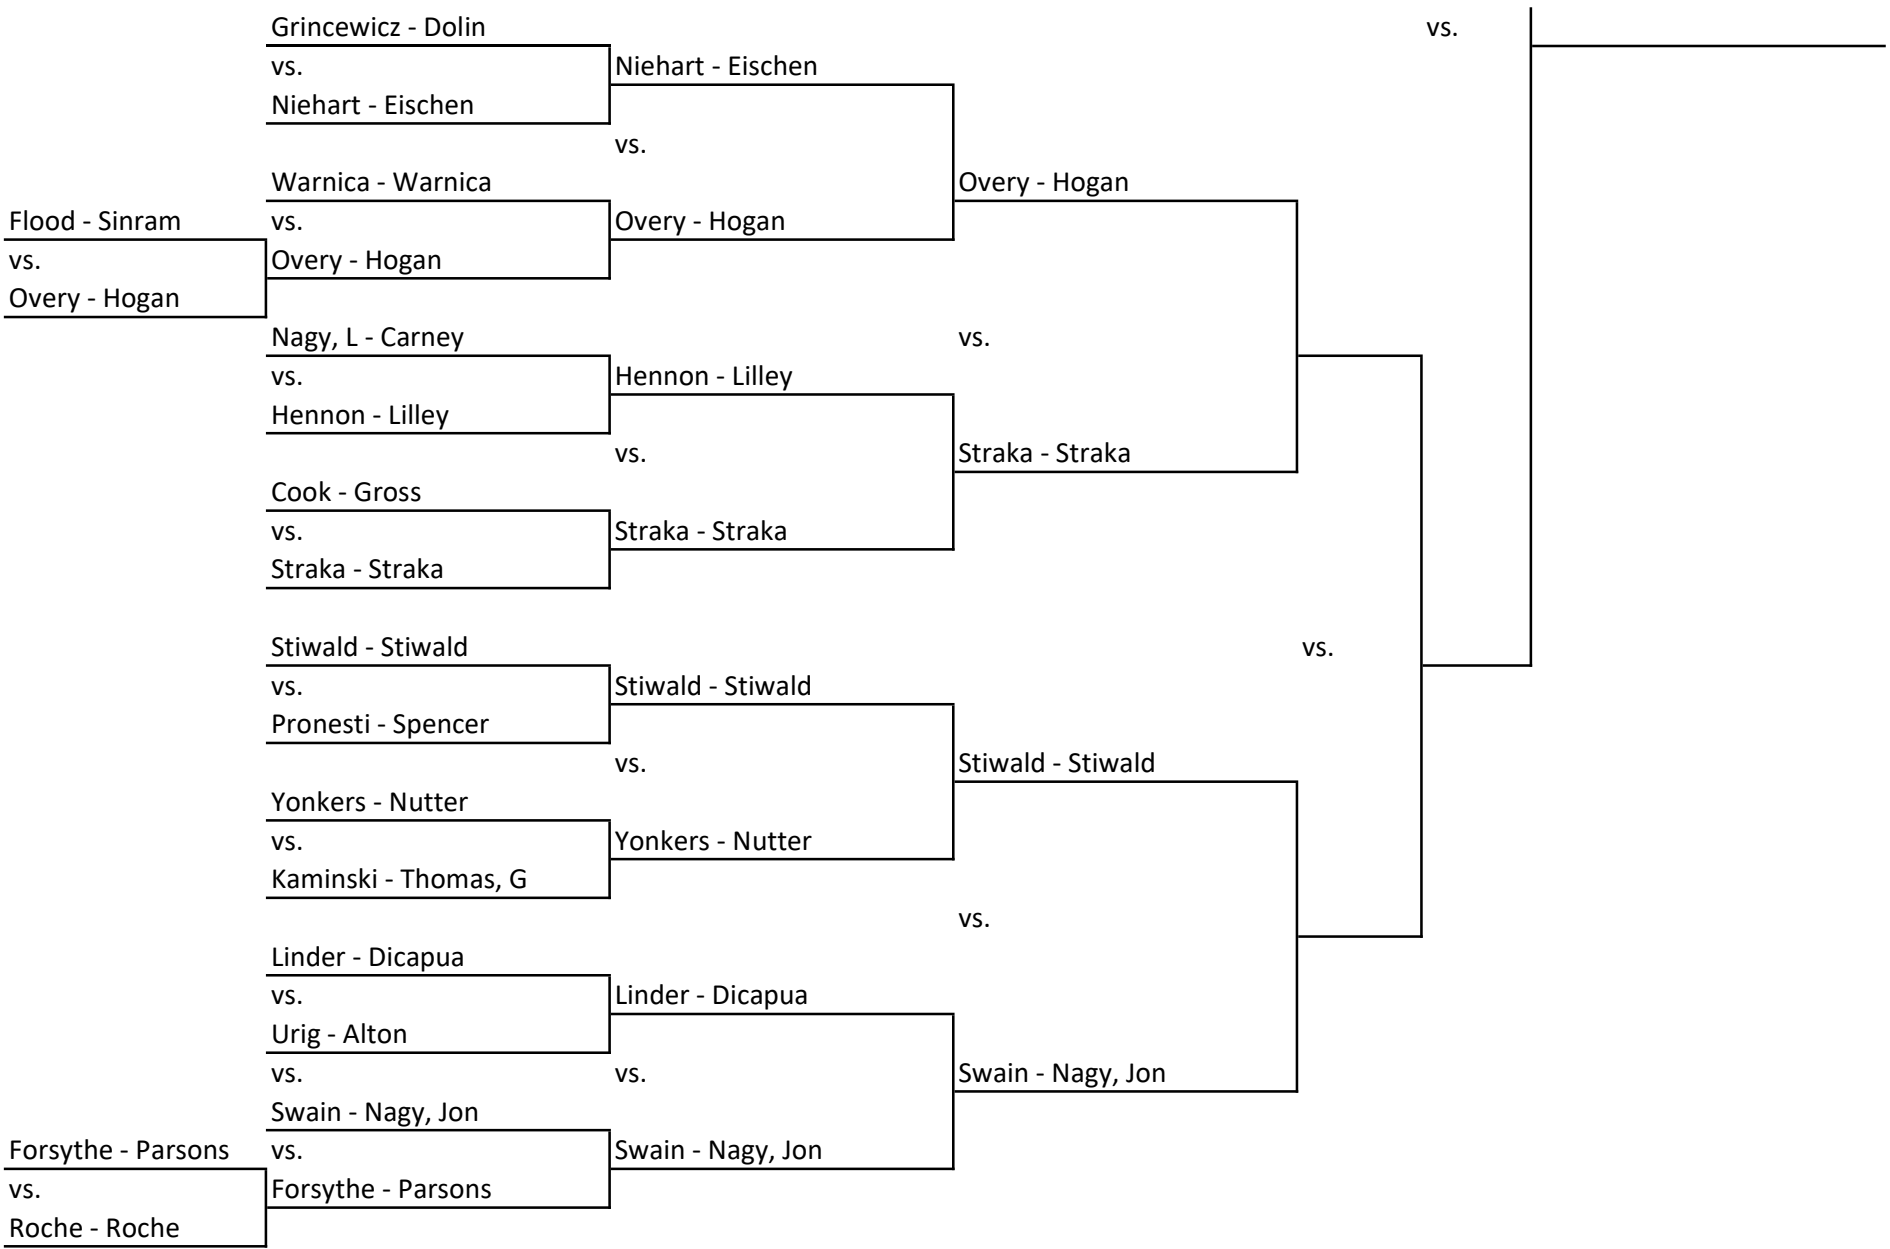 Grincewicz - Dolin
vs.
vs.
Niehart - Eischen
Niehart - Eischen
vs.
Warnica - Warnica
Overy - Hogan
Flood - Sinram
vs.
Overy - Hogan
vs.
Overy - Hogan
Overy - Hogan
Nagy, L - Carney
vs.
vs.
Hennon - Lilley
Hennon - Lilley
vs.
Straka - Straka
Cook - Gross
vs.
Straka - Straka
Straka - Straka
Stiwald - Stiwald
vs.
vs.
Stiwald - Stiwald
Pronesti - Spencer
vs.
Stiwald - Stiwald
Yonkers - Nutter
vs.
Yonkers - Nutter
Kaminski - Thomas, G
vs.
Linder - Dicapua
vs.
Linder - Dicapua
Urig - Alton
vs.
vs.
Swain - Nagy, Jon
Swain - Nagy, Jon
Forsythe - Parsons
vs.
Swain - Nagy, Jon
vs.
Forsythe - Parsons
Roche - Roche